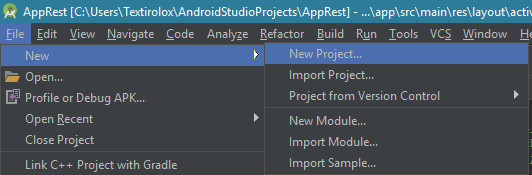 AppRest [C:\Users\Textirolox\AndroidStudioProjects\AppRest] - ...\app\src\main\res\layout\activ
File Edit View Navigate Code Analyze Refactor Build Run Tools VCS Window
New
New Project...
Open...
Import Project...
Profile or Debug APK...
Project from Version Control
Open Recent
New Module...
Close Project
Import Module...
Link C++ Project with Gradle
Import Sample...